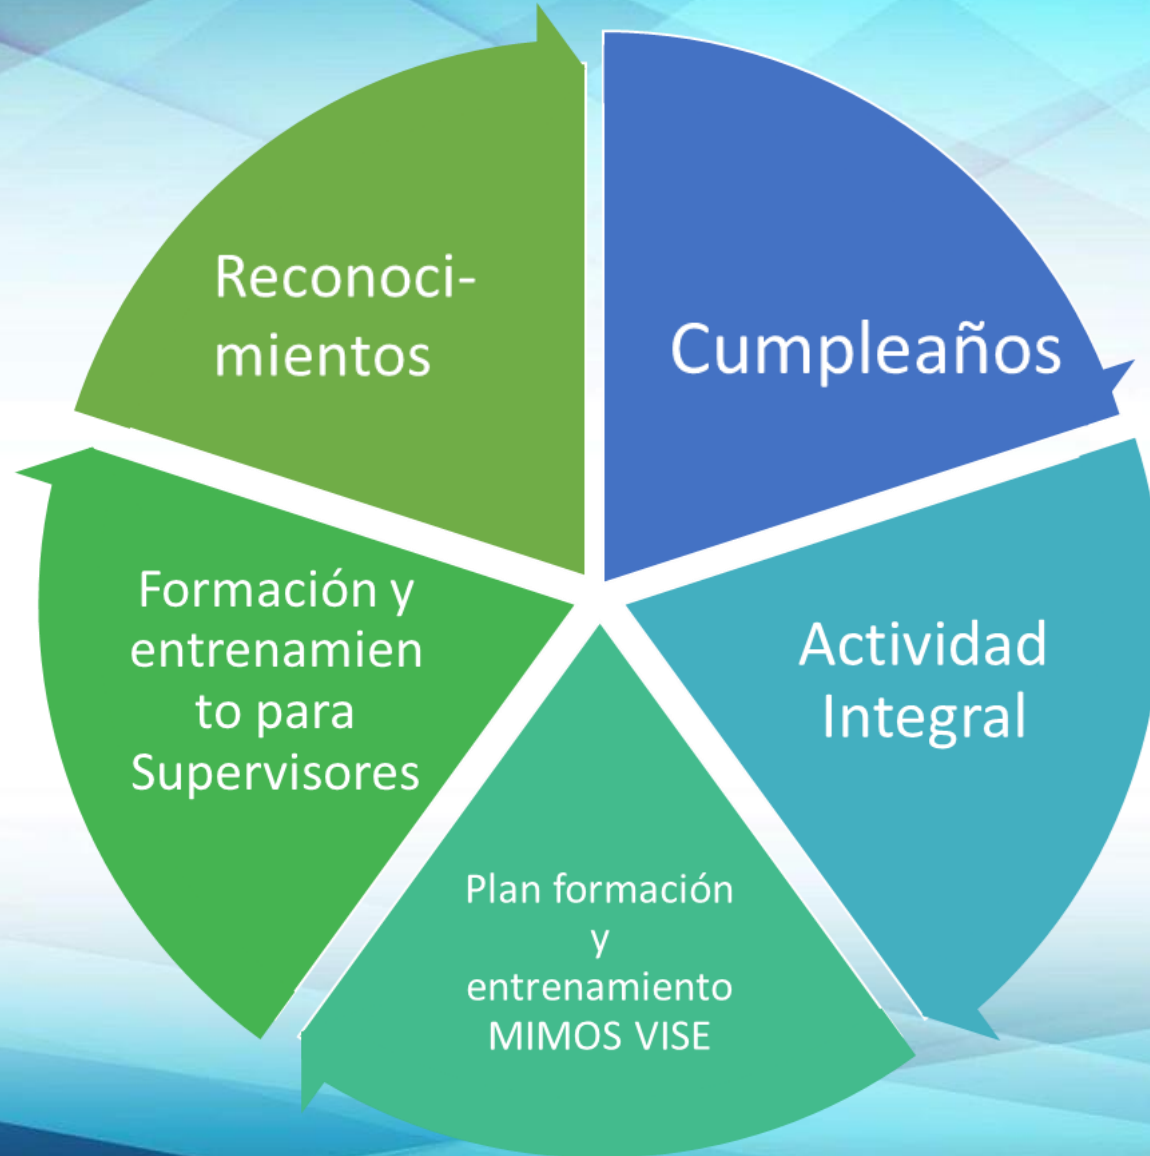 Reconoci-
mientos
Cumpleaños
Formación y
entrenamien
to para
Supervisores
Actividad
Integral
Plan formación
y
entrenamiento
MIMOS VISE